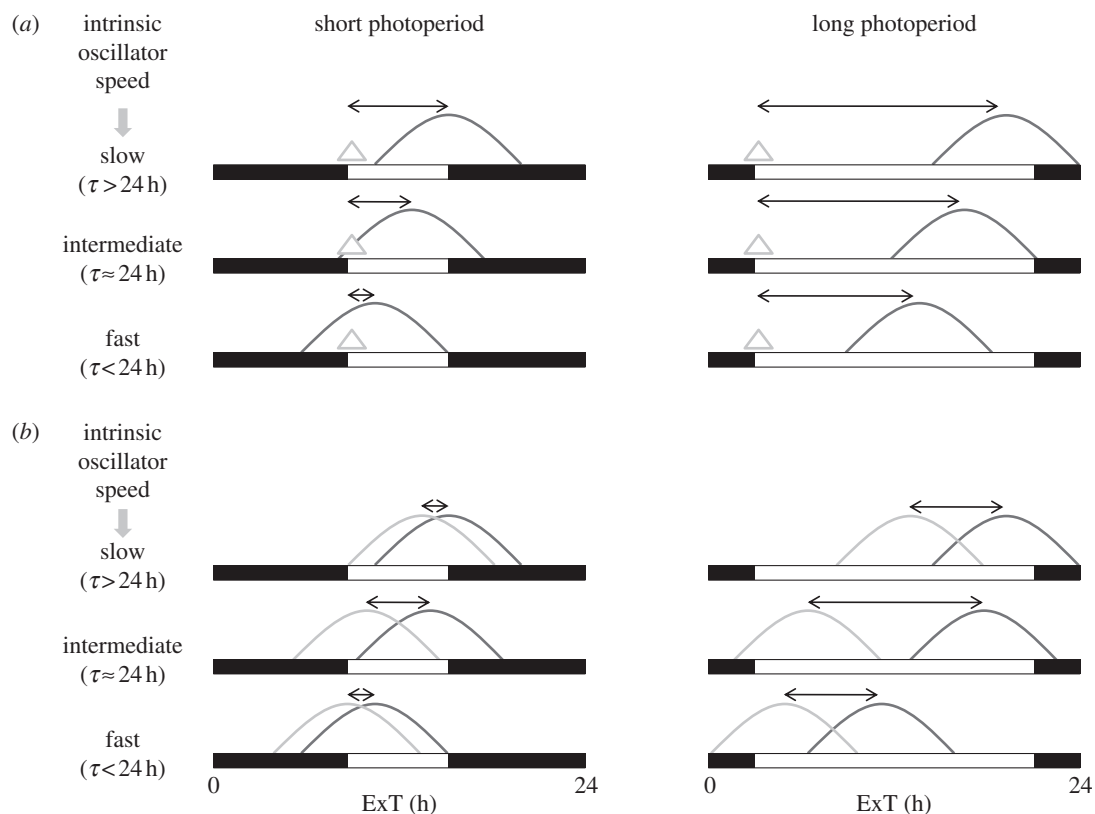 (a) intrinsic oscillator speed
short photoperiod
long photoperiod
slow
(τ > 24 h)
intermediate
(τ ≈ 24 h)
fast
(τ < 24 h)
(b) intrinsic
oscillator
speed
slow
(τ > 24 h)
intermediate
(τ ≈ 24 h)
fast
(τ < 24 h)
0
24
ExT (h)
0
24
ExT (h)